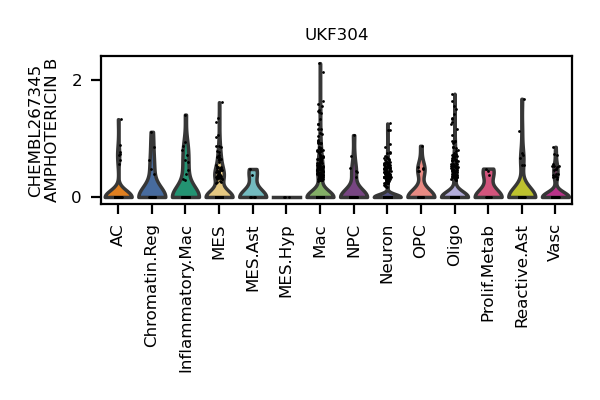 UKF304
CHEMBL267345
AMPHOTERICIN B
2
0
AC
Chromatin.Reg
Inflammatory.Mac
MES
MES.Ast
MES.Hyp
Mac
NPC
Neuron
OPC
Oligo
Prolif.Metab
Reactive.Ast
Vasc